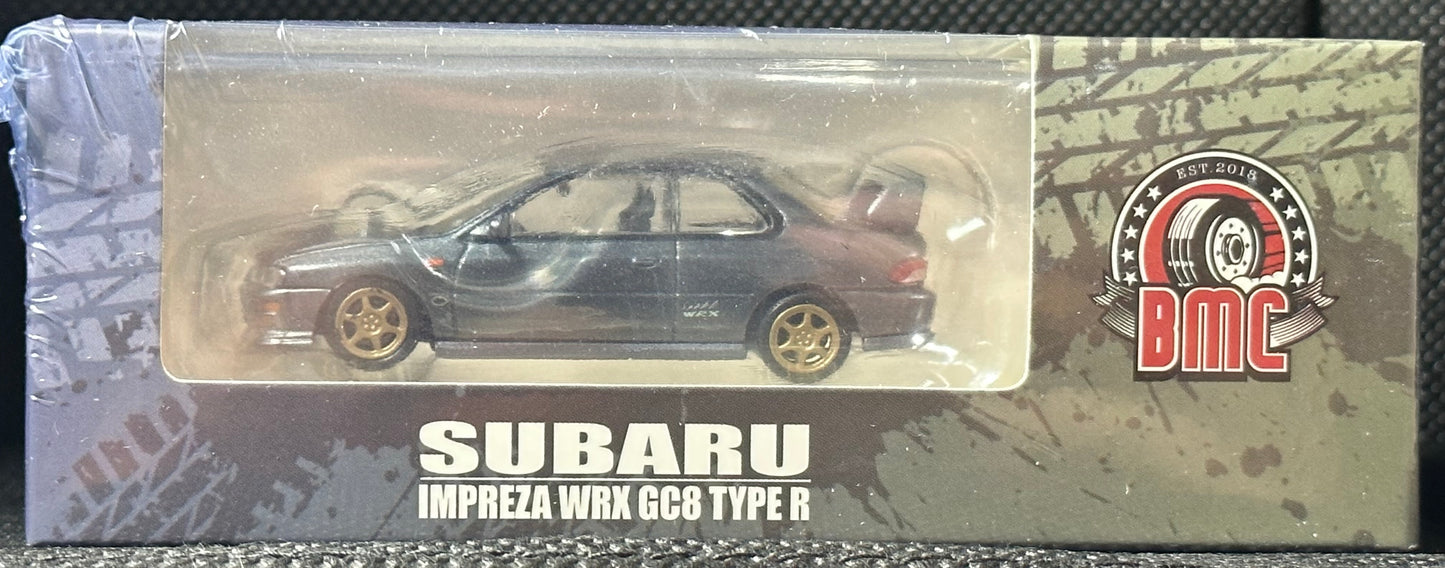 EST.2018
BMC
WRX
SUBARU
IMPREZA WRX GC8 TYPE R